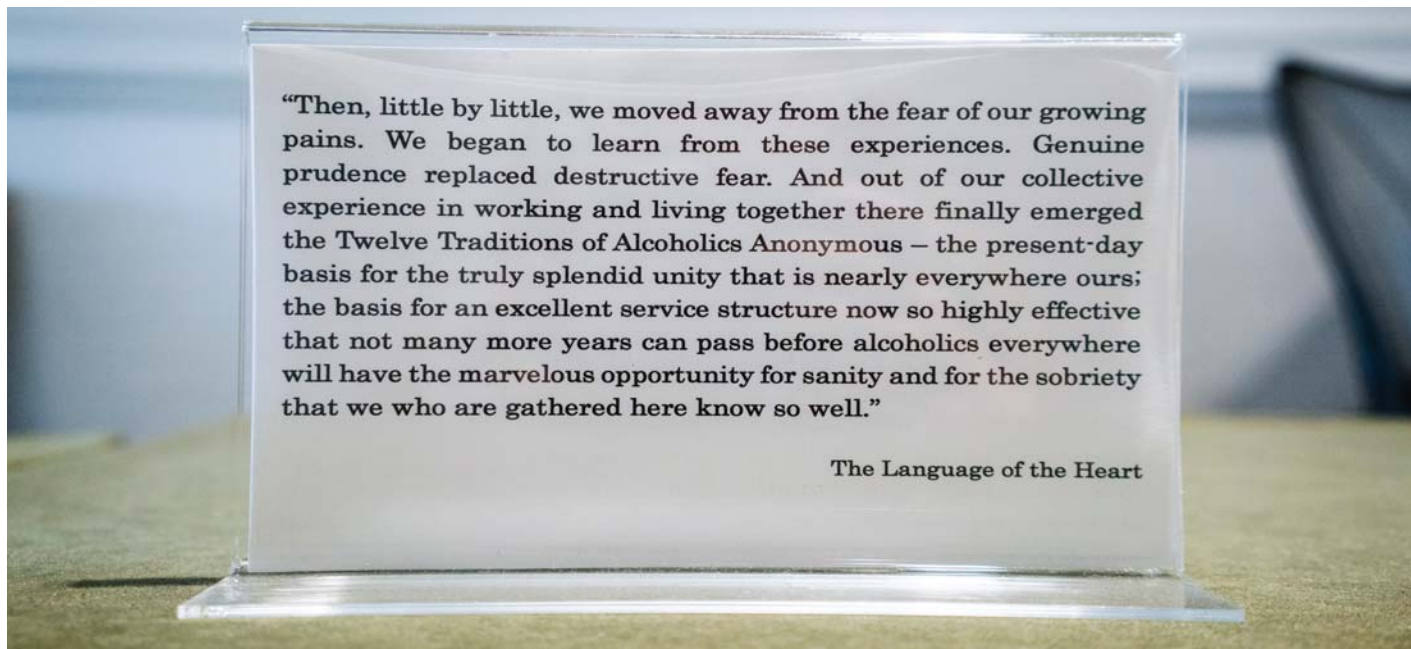 “Then, little by little, we moved away from the fear of our growing
pains. We began to learn from these experiences. Genuine
prudence replaced destructive fear. And out of our collective
experience in working and living together there finally emerged
the Twelve Traditions of Alcoholics Anonymous – the present-day
basis for the truly splendid unity that is nearly everywhere ours;
the basis for an excellent service structure now so highly effective
that not many more years can pass before alcoholics everywhere
will have the marvelous opportunity for sanity and for the sobriety
that we who are gathered here know so well.”
The Language of the Heart